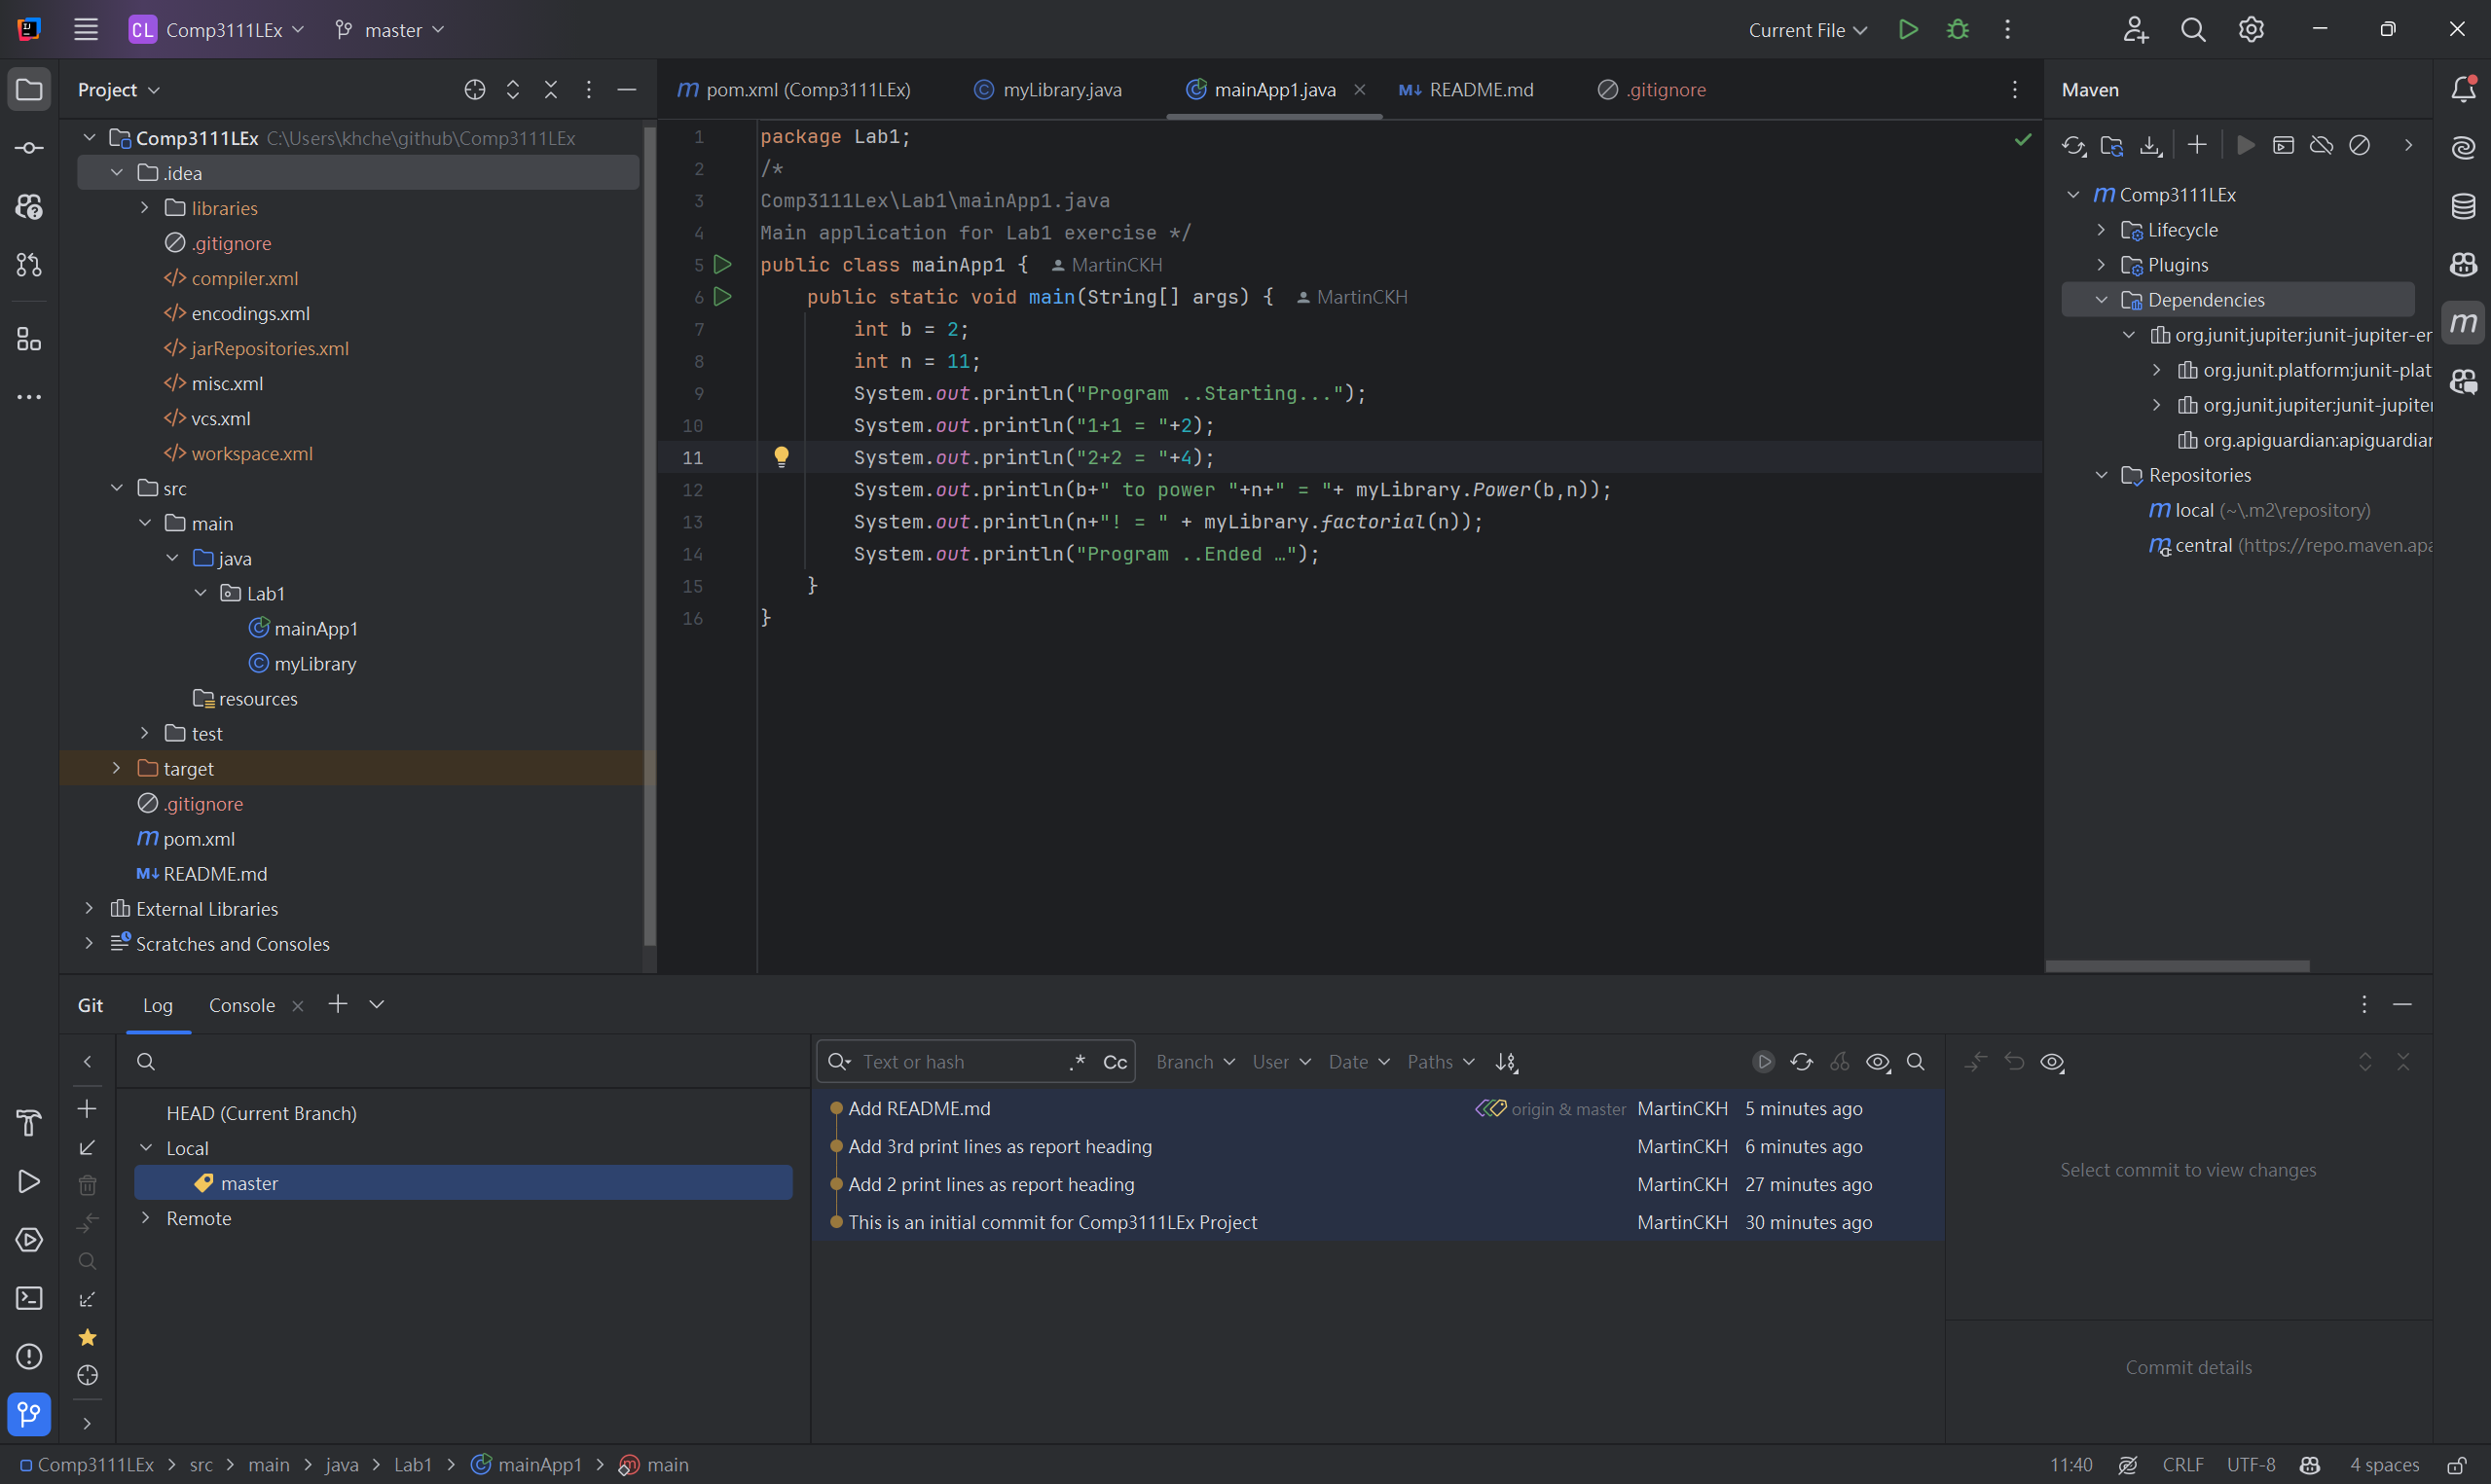 CL Comp3111LEx master Current File
Project
pom.xml (Comp3111LEx) myLibrary.java mainApp1.java README.md .gitignore
Maven
Comp3111LEx C:\Users\khche\github\Comp3111LEx
.idea
libraries
.gitignore
compiler.xml
encodings.xml
jarRepositories.xml
misc.xml
vcs.xml
workspace.xml
src
main
java
Lab1
mainApp1
myLibrary
resources
test
target
.gitignore
pom.xml
README.md
External Libraries
Scratches and Consoles
1 package Lab1;
2 /*
3 Comp3111Lex\Lab1\mainApp1.java
4 Main application for Lab1 exercise */
5 public class mainApp1 { MartinCKH
6 public static void main(String[] args) { MartinCKH
7 int b = 2;
8 int n = 11;
9 System.out.println("Program ..Starting...");
10 System.out.println("1+1 = "+2);
11 System.out.println("2+2 = "+4);
12 System.out.println(b+" to power "+n+" = "+ myLibrary.Power(b,n));
13 System.out.println(n+"! = " + myLibrary.factorial(n));
14 System.out.println("Program ..Ended …");
15 }
16 }
Comp3111LEx
Lifecycle
Plugins
Dependencies
org.junit.jupiter:junit-jupiter-er
org.junit.platform:junit-plat
org.junit.jupiter:junit-jupiter
org.apiguardian:apiguardian
Repositories
local (~\.m2\repository)
central (https://repo.maven.apa
Git Log Console
Text or hash .* Cc Branch User Date Paths
HEAD (Current Branch)
Local
master
Remote
Add README.md origin & master MartinCKH 5 minutes ago
Add 3rd print lines as report heading MartinCKH 6 minutes ago
Add 2 print lines as report heading MartinCKH 27 minutes ago
This is an initial commit for Comp3111LEx Project MartinCKH 30 minutes ago
Select commit to view changes
Commit details
Comp3111LEx > src > main > java > Lab1 > mainApp1 > main 11:40 CRLF UTF-8 4 spaces